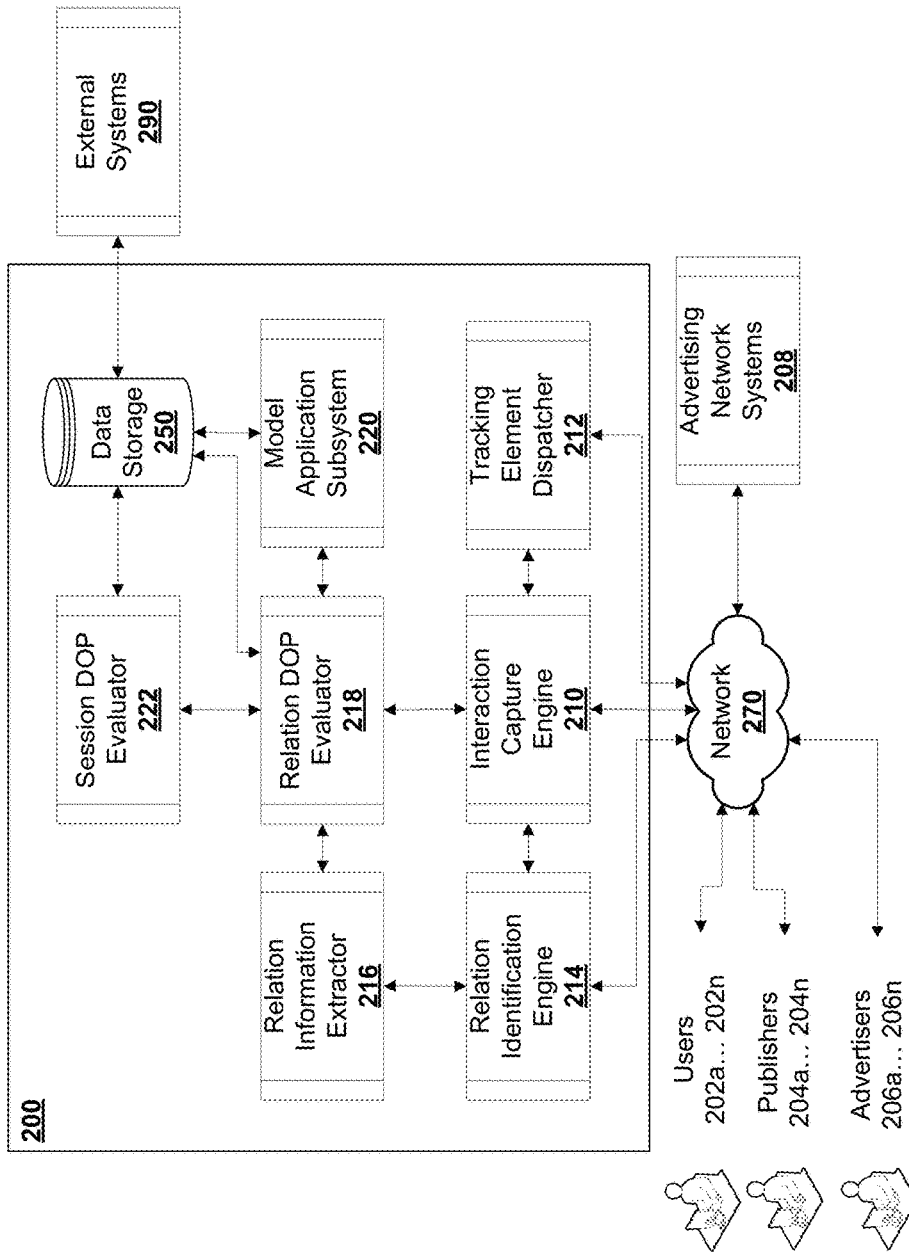 200
Session DOP
Evaluator
222
Data
Storage
250
External
Systems
290
Relation
Information
Extractor
216
Relation DOP
Evaluator
218
Model
Application
Subsystem
220
Relation
Identification
Engine
214
Interaction
Capture
Engine
210
Tracking
Element
Dispatcher
212
Users
202a... 202n
Publishers
204a... 204n
Advertisers
206a... 206n
Network
270
Advertising
Network
Systems
208